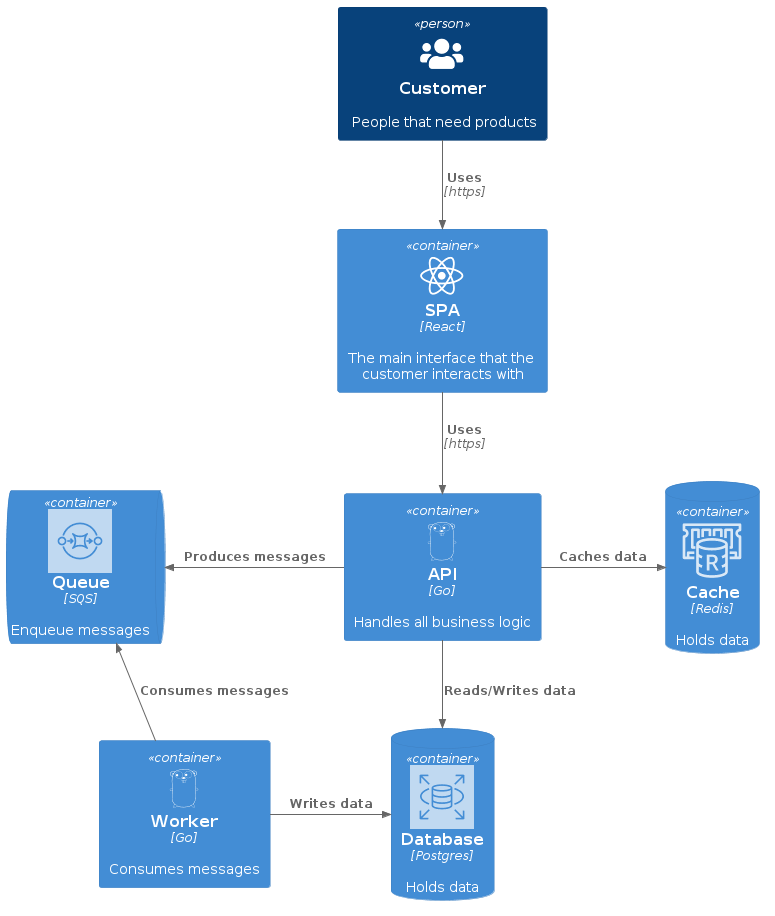 «person»
Customer
People that need products
Uses
[https]
«container»
SPA
[React]
The main interface that the
customer interacts with
Uses
[https]
«container»
Queue
[SQS]
Enqueue messages
Produces messages
«container»
API
[Go]
Handles all business logic
Caches data
«container»
R
Cache
[Redis]
Holds data
Consumes messages
Reads/Writes data
«container»
Worker
[Go]
Consumes messages
Writes data
«container»
Database
[Postgres]
Holds data